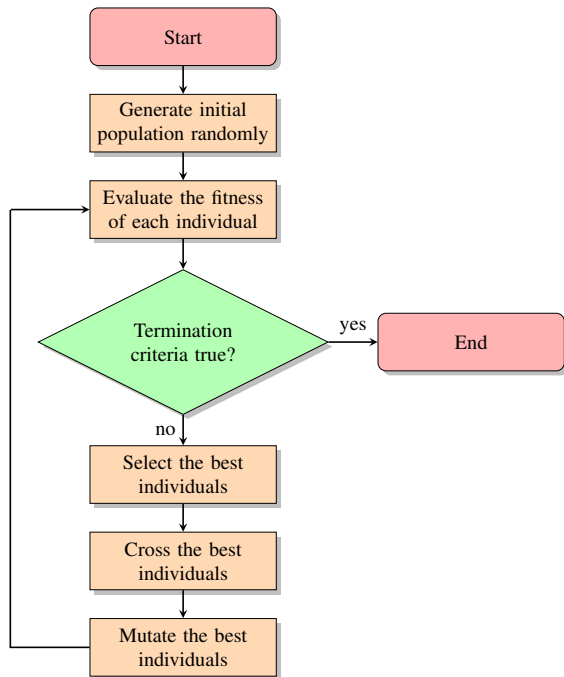 Start
Generate initial
population randomly
Evaluate the fitness
of each individual
Termination
criteria true?
yes
End
no
Select the best
individuals
Cross the best
individuals
Mutate the best
individuals